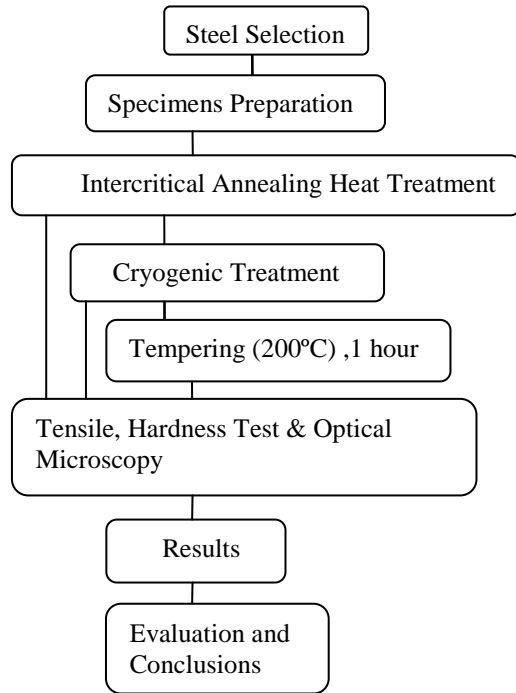 Steel Selection
Specimens Preparation
Intercritical Annealing Heat Treatment
Cryogenic Treatment
Tempering (200ºC) ,1 hour
Tensile, Hardness Test & Optical
Microscopy
Results
Evaluation and
Conclusions